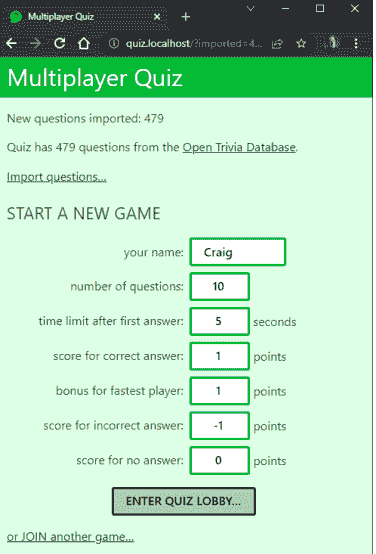 quiz.localhost/?imported=4...
Multiplayer Quiz
New questions imported: 479
Quiz has 479 questions from the Open Trivia Database.
Import questions...
START A NEW GAME
your name: Craig
number of questions: 10
time limit after first answer: 5 seconds
score for correct answer: 1 points
bonus for fastest player: 1 points
score for incorrect answer: -1 points
score for no answer: 0 points
ENTER QUIZ LOBBY...
or JOIN another game...